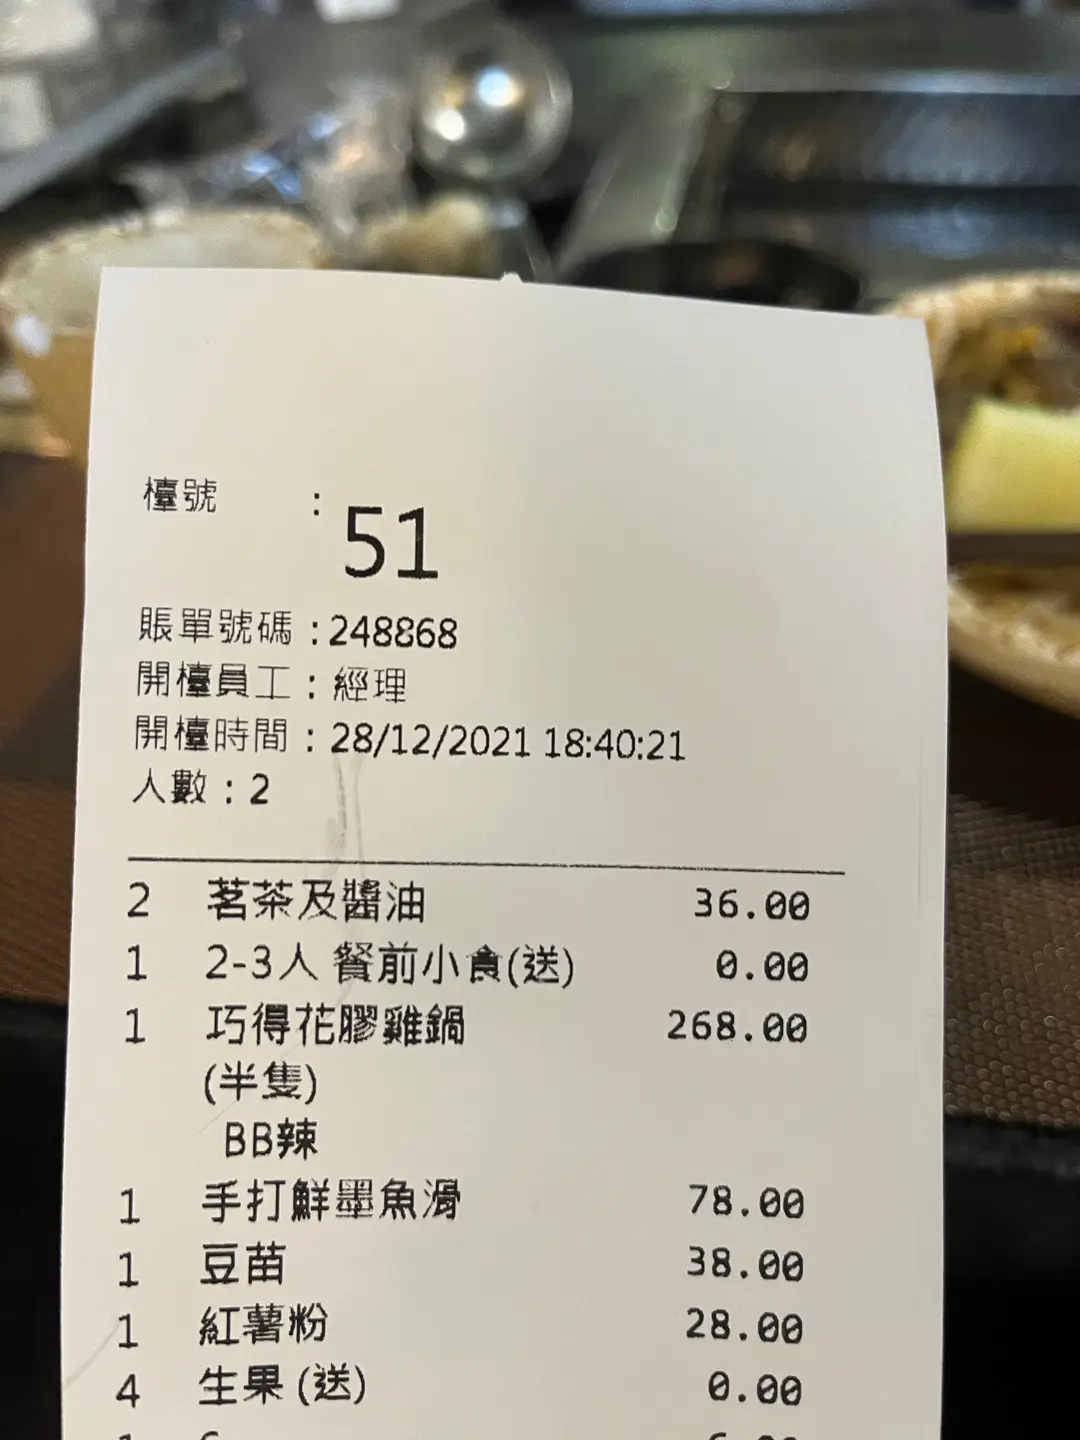 檯號 : 51
賬單號碼 : 248868
開檯員工 : 經理
開檯時間 : 28/12/2021 18:40:21
人數 : 2
2 茗茶及醬油 36.00
1 2-3人 餐前小食(送) 0.00
1 巧得花膠雞鍋 268.00
(半隻)
BB辣
1 手打鮮墨魚滑 78.00
1 豆苗 38.00
1 紅薯粉 28.00
4 生果 (送) 0.00